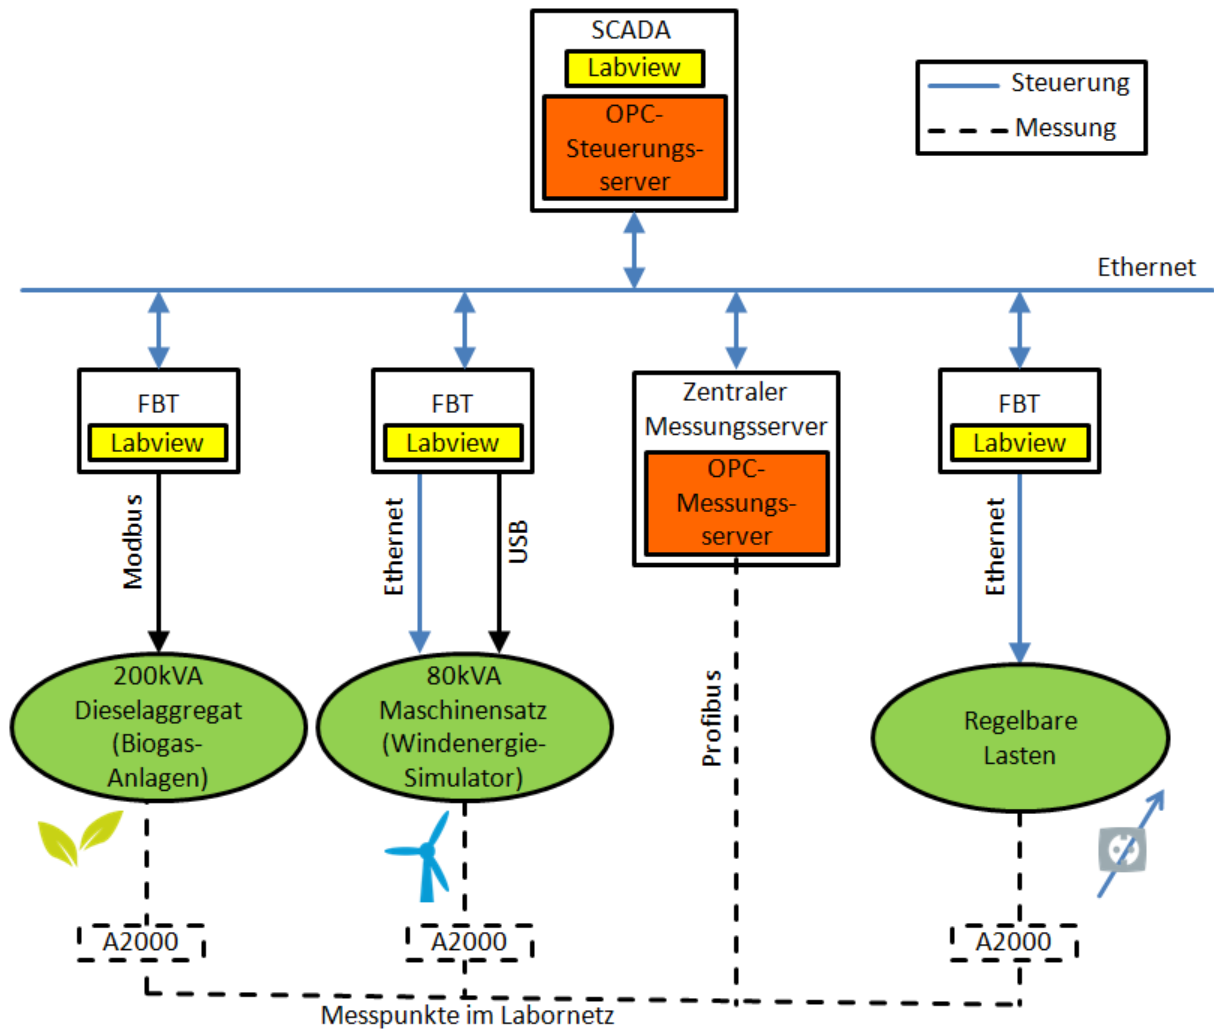 SCADA
Labview
OPC-
Steuerungs-
server
Steuerung
Messung
Ethernet
FBT
Labview
FBT
Labview
Zentraler
Messungsserver
OPC-
Messungs-
server
FBT
Labview
Modbus
Ethernet
USB
Profibus
Ethernet
200kVA
Dieselaggregat
(Biogas-
Anlagen)
80kVA
Maschinensatz
(Windenergie-
Simulator)
Regelbare
Lasten
A2000
A2000
A2000
Messpunkte im Labornetz